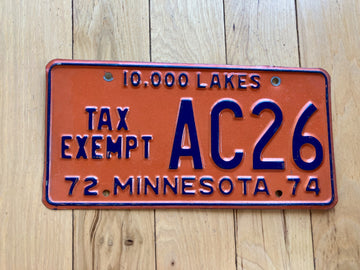 10,000 LAKES
TAX
EXEMPT
AC26
72 MINNESOTA 74